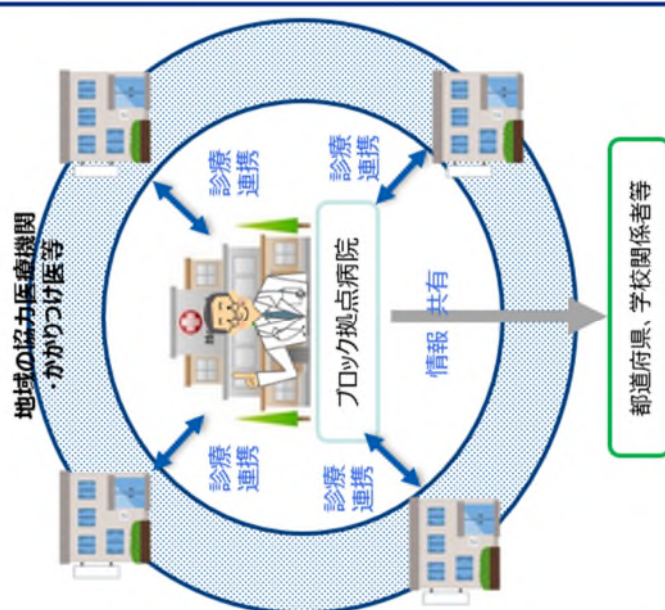 地域の協力医療機関
・かかりつけ医等
診療
連携
診療
連携
ブロック拠点病院
診療
連携
診療
連携
情報 共有
都道府県、学校関係者等